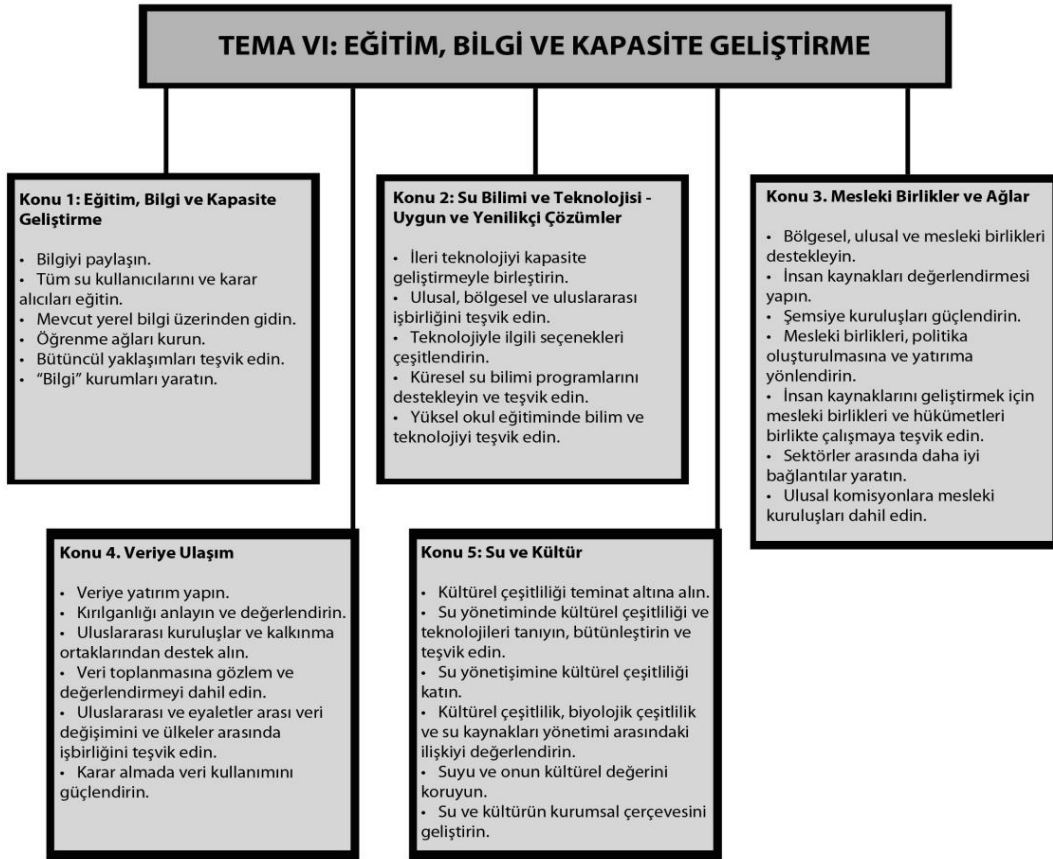 TEMA VI: EĞİTİM, BİLGİ VE KAPASİTE GELİŞTİRME
Konu 1: Eğitim, Bilgi ve Kapasite
Geliştirme
• Bilgiyi paylaşın.
• Tüm su kullanıcılarını ve karar
alıcıları eğitin.
• Mevcut yerel bilgi üzerinden gidin.
• Öğrenme ağları kurun.
• Bütüncül yaklaşımları teşvik edin.
• “Bilgi” kurumları yaratın.
Konu 2: Su Bilimi ve Teknolojisi -
Uygun ve Yenilikçi Çözümler
• İleri teknolojiyi kapasite
geliştirmeyle birleştirin.
• Ulusal, bölgesel ve uluslararası
işbirliğini teşvik edin.
• Teknolojiyle ilgili seçenekleri
çeşitlendirin.
• Küresel su bilimi programlarını
destekleyin ve teşvik edin.
• Yüksel okul eğitiminde bilim ve
teknolojiyi teşvik edin.
Konu 3. Mesleki Birlikler ve Ağlar
• Bölgesel, ulusal ve mesleki birlikleri
destekleyin.
• İnsan kaynakları değerlendirmesi
yapın.
• Şemsiye kuruluşları güçlendirin.
• Mesleki birlikleri, politika
oluşturulmasına ve yatırıma
yönlendirin.
• İnsan kaynaklarını geliştirmek için
mesleki birlikleri ve hükümetleri
birlikte çalışmaya teşvik edin.
• Sektörler arasında daha iyi
bağlantılar yaratın.
• Ulusal komisyonlara mesleki
kuruluşları dahil edin.
Konu 4. Veriye Ulaşım
• Veriye yatırım yapın.
• Kırılganlığı anlayın ve değerlendirin.
• Uluslararası kuruluşlar ve kalkınma
ortaklarından destek alın.
• Veri toplanmasına gözlem ve
değerlendirmeyi dahil edin.
• Uluslararası ve eyaletler arası veri
değişimini ve ülkeler arasında
işbirliğini teşvik edin.
• Karar almada veri kullanımını
güçlendirin.
Konu 5: Su ve Kültür
• Kültürel çeşitliliği teminat altına alın.
• Su yönetiminde kültürel çeşitliliği ve
teknolojileri tanıyın, bütünleştirin ve
teşvik edin.
• Su yönetişimine kültürel çeşitliliği
katın.
• Kültürel çeşitlilik, biyolojik çeşitlilik
ve su kaynakları yönetimi arasındaki
ilişkiyi değerlendirin.
• Suyu ve onun kültürel değerini
koruyun.
• Su ve kültürün kurumsal çerçevesini
geliştirin.